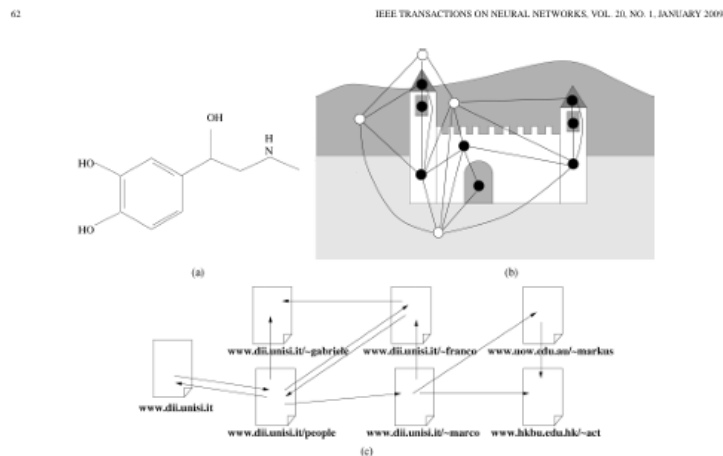 62
IEEE TRANSACTIONS ON NEURAL NETWORKS, VOL. 20, NO. 1, JANUARY 2009
OH
H
N
HO
HO
(a)
(b)
www.dii.unisi.it/~gabriele
www.dii.unisi.it/~franco
www.uow.edu.au/~markus
www.dii.unisi.it
www.dii.unisi.it/people
www.dii.unisi.it/~marco
www.hkbu.edu.hk/~act
(c)